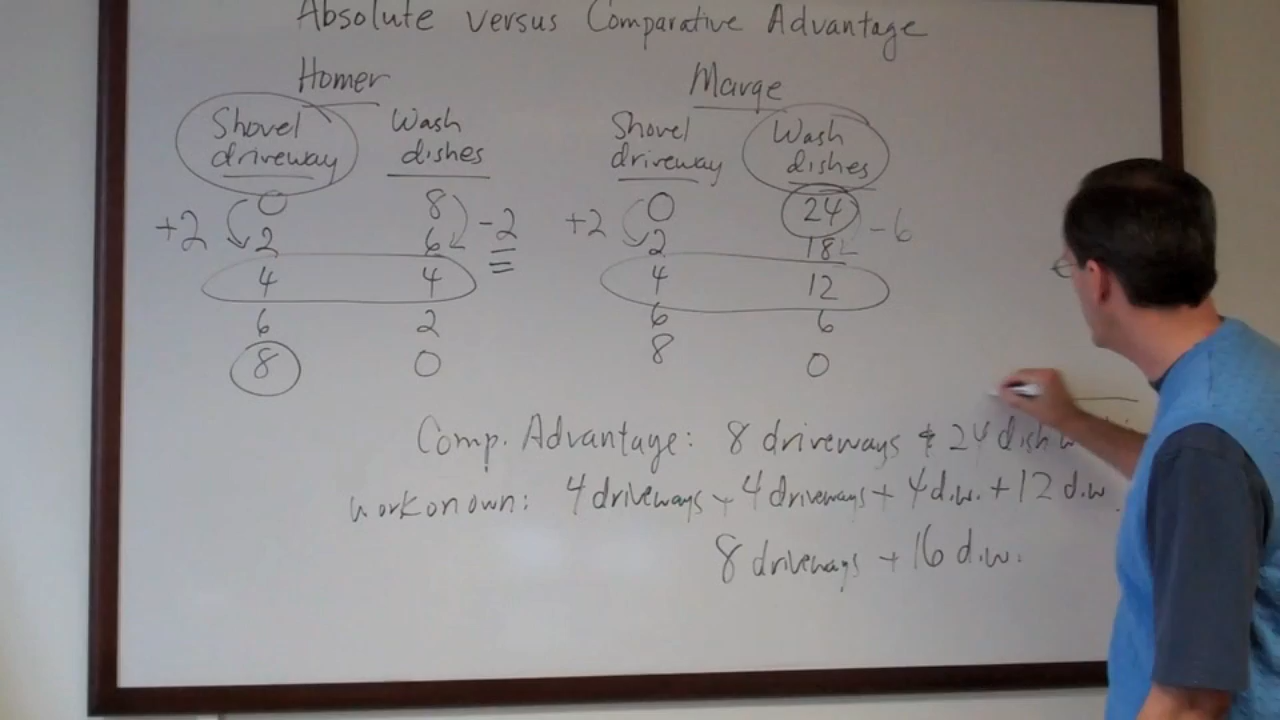 Absolute versus Comparative Advantage
Homer Marge
Shovel Wash Shovel Wash
driveway dishes driveway dishes
0 8 0 24
+2 -2 +2 -6
2 6 2 18
4 4 4 12
6 2 6 6
8 0 8 0
Comp. Advantage: 8 driveways & 24 dish
Work on own: 4 driveways + 4 driveways + 4 d.w. + 12 d.w
8 driveways + 16 d.w.